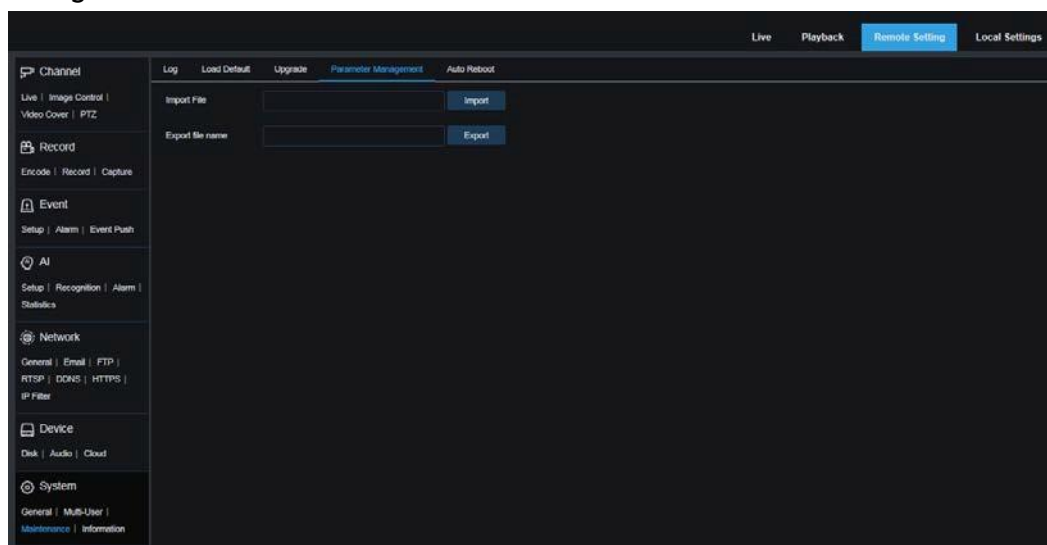 Live Playback Remote Setting Local Settings
Channel
Live | Image Control |
Video Cover | PTZ
Record
Encode | Record | Capture
Event
Setup | Alarm | Event Push
AI
Setup | Recognition | Alarm |
Statistics
Network
General | Email | FTP |
RTSP | DDNS | HTTPS |
IP Filter
Device
Disk | Audio | Cloud
System
General | Multi-User |
Maintenance | Information
Log Load Default Upgrade Parameter Management Auto Reboot
Import File Import
Export file name Export